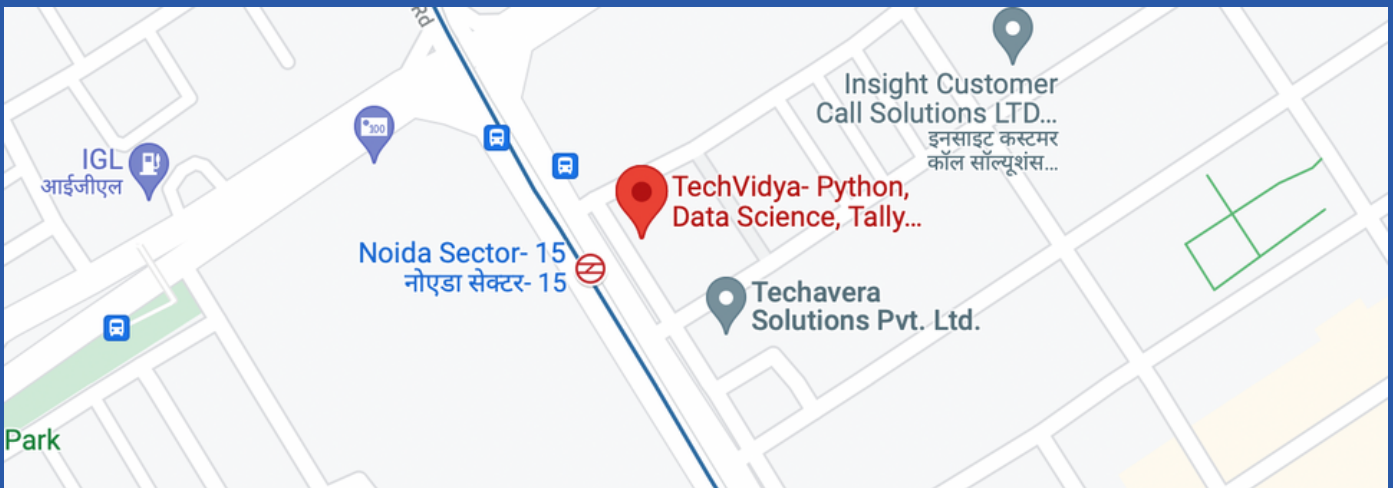 Rd
Insight Customer
Call Solutions LTD...
इनसाइट कस्टमर
कॉल सॉल्यूशंस...
100
IGL
आईजीएल
TechVidya- Python,
Data Science, Tally...
Noida Sector- 15
नोएडा सेक्टर- 15
Techavera
Solutions Pvt. Ltd.
Park